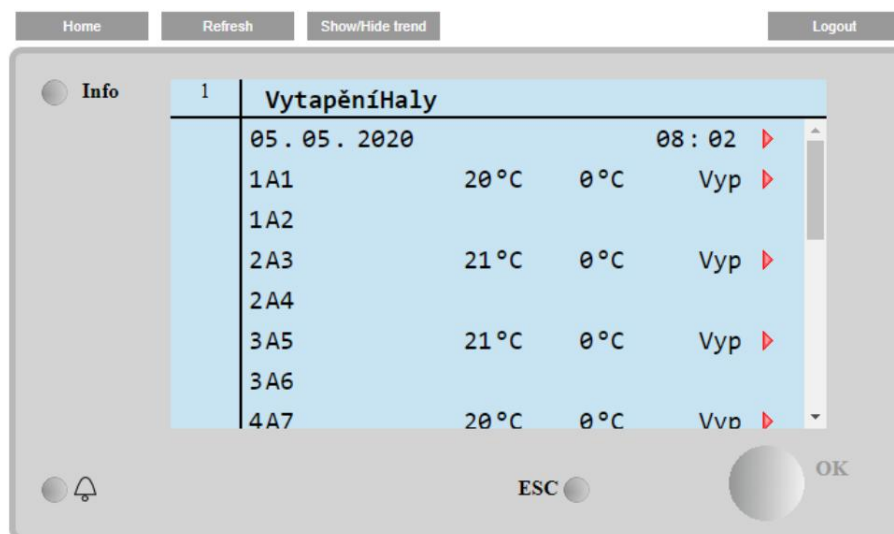 Home Refresh Show/Hide trend Logout
Info 1 VytapěníHaly
05.05.2020 08:02
1A1 20°C 0°C Vyp
1A2
2A3 21°C 0°C Vyp
2A4
3A5 21°C 0°C Vyp
3A6
4A7 20°C 0°C Vyp
ESC OK